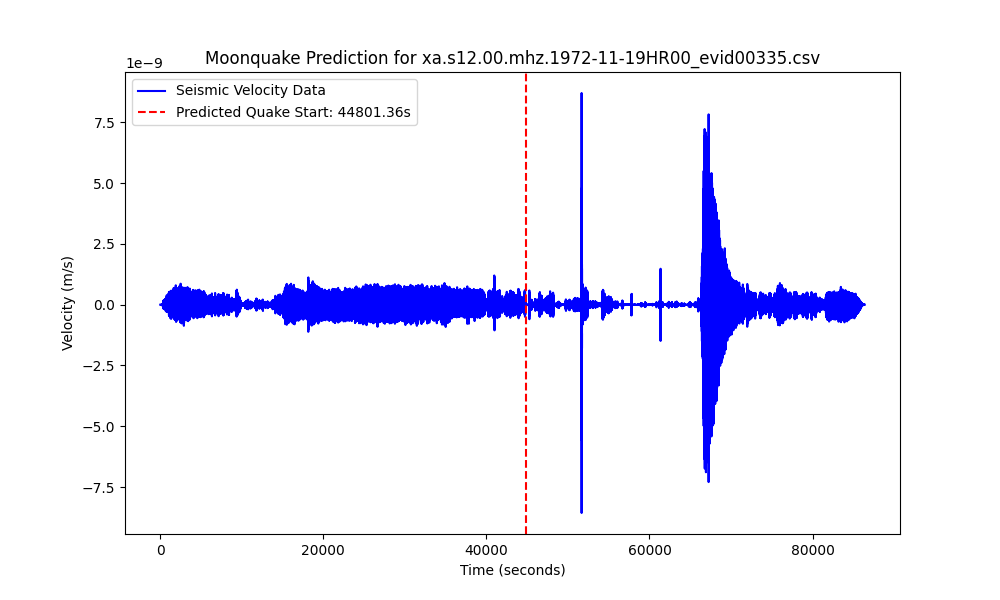 Moonquake Prediction for xa.s12.00.mhz.1972-11-19HR00_evid00335.csv
1e−9
Seismic Velocity Data
Predicted Quake Start: 44801.36s
7.5
5.0
2.5
0.0
−2.5
−5.0
−7.5
Velocity (m/s)
0 20000 40000 60000 80000
Time (seconds)